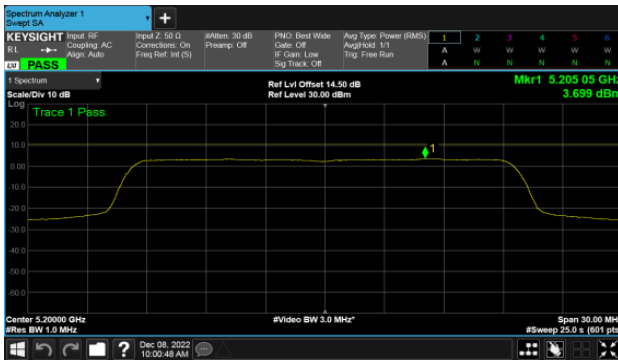 Spectrum Analyzer 1
Swept SA
+
KEYSIGHT Input: RF
RL
Coupling: AC
Align: Auto
LXI PASS
Input Z: 50 Ω
Corrections: On
Freq Ref: Int (S)
#Atten: 30 dB
Preamp: Off
PNO: Best Wide
Gate: Off
IF Gain: Low
Sig Track: Off
Avg Type: Power (RMS)
Avg|Hold: 1/1
Trig: Free Run
1 2 3 4 5 6
A W W W W W
A N N N N N
1 Spectrum
Scale/Div 10 dB
Ref Lvl Offset 14.50 dB
Ref Level 30.00 dBm
Mkr1 5.205 05 GHz
3.699 dBm
Log
Trace 1 Pass
20.0
10.0
1
0.00
-10.0
-20.0
-30.0
-40.0
-50.0
-60.0
Center 5.20000 GHz
#Res BW 1.0 MHz
#Video BW 3.0 MHz*
Span 30.00 MHz
#Sweep 25.0 s (601 pts)
?
Dec 08, 2022
10:00:48 AM